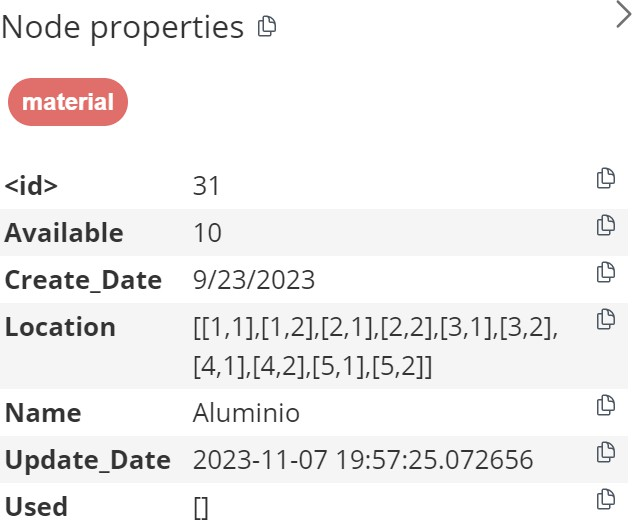 Node properties
material
<id> 31
Available 10
Create_Date 9/23/2023
Location [[1,1],[1,2],[2,1],[2,2],[3,1],[3,2],
[4,1],[4,2],[5,1],[5,2]]
Name Aluminio
Update_Date 2023-11-07 19:57:25.072656
Used []